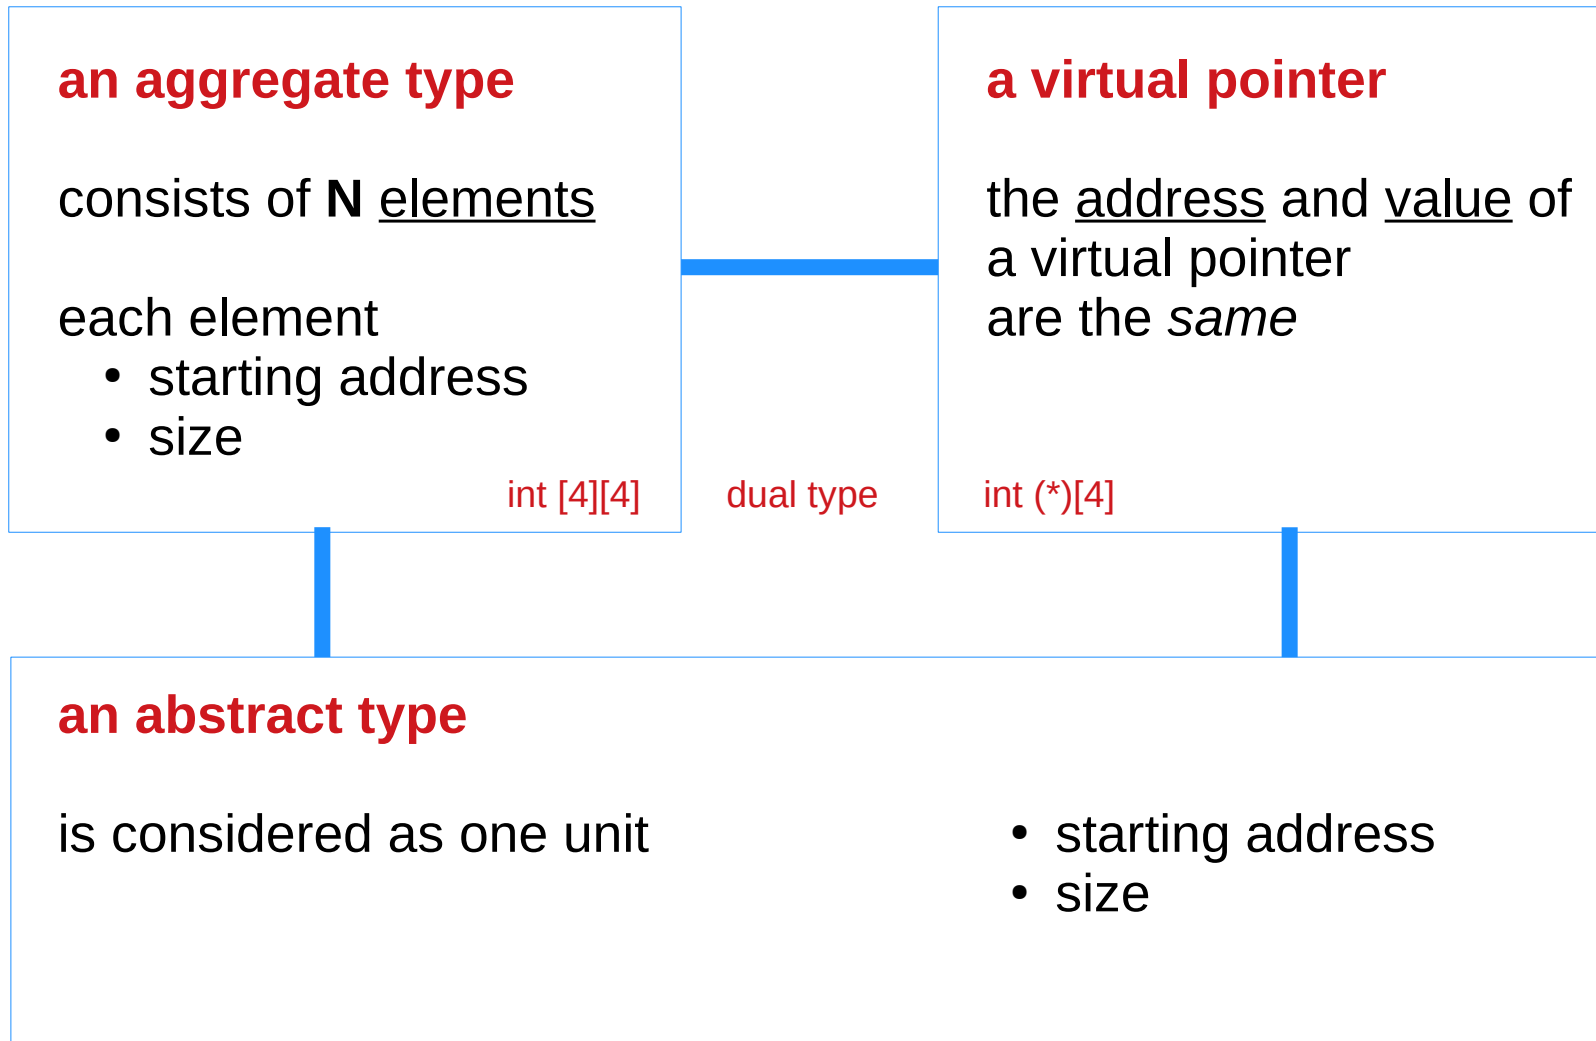 an aggregate type
consists of N elements
each element
• starting address
• size
int [4][4]
dual type
a virtual pointer
the address and value of
a virtual pointer
are the same
int (*)[4]
an abstract type
is considered as one unit
• starting address
• size